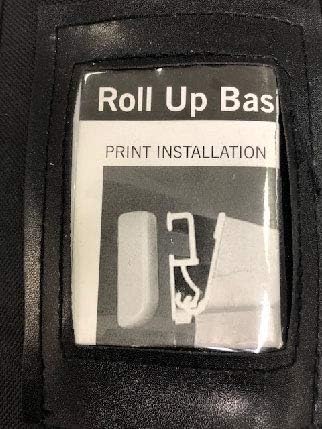 Roll Up Bas
PRINT INSTALLATION